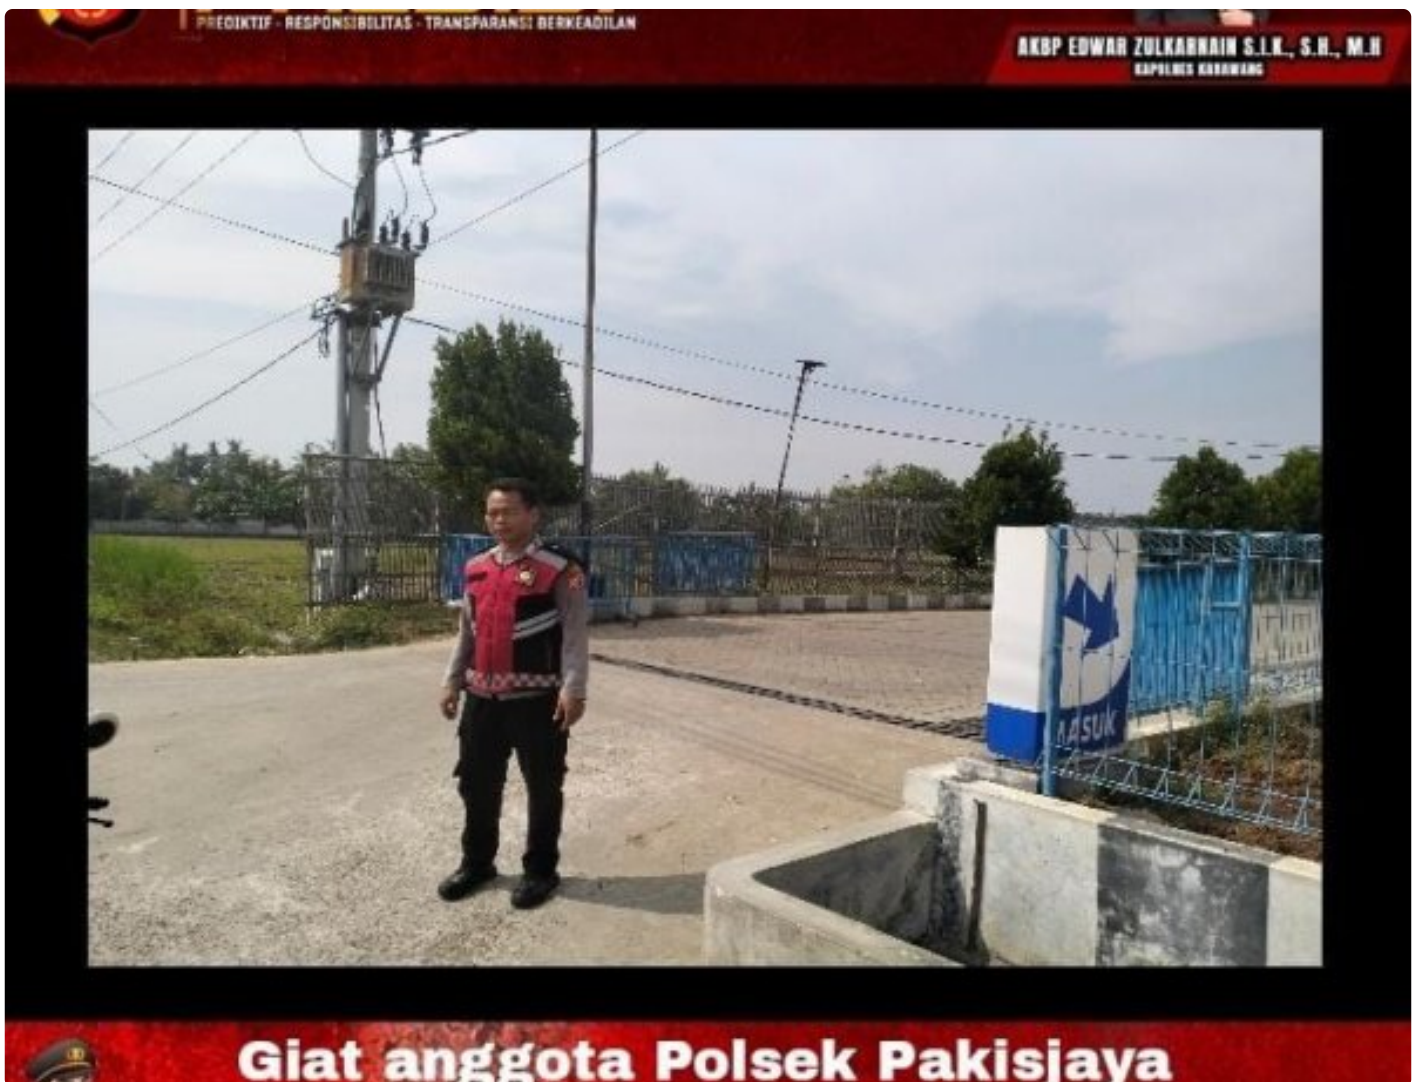 PREDIKTIF - RESPONSIBILITAS - TRANSPARANSI BERKEADILAN
AKBP EDWAR ZULKARNAIN S.I.K., S.H., M.H
KAPOLRES KARAWANG
MASUK
Giat anggota Polsek Pakisjaya